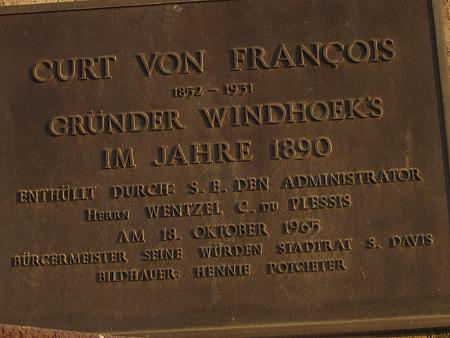 CURT VON FRANÇOIS
1852 – 1931
GRÜNDER WINDHOEK'S
IM JAHRE 1890
ENTHÜLLT DURCH: S. E. DEN ADMINISTRATOR
HERRN WENTZEL C. DU PLESSIS
AM 18. OKTOBER 1965
BÜRGERMEISTER SEINE WÜRDEN STADTRAT S. DAVIS
BILDHAUER: HENNIE POTGIETER